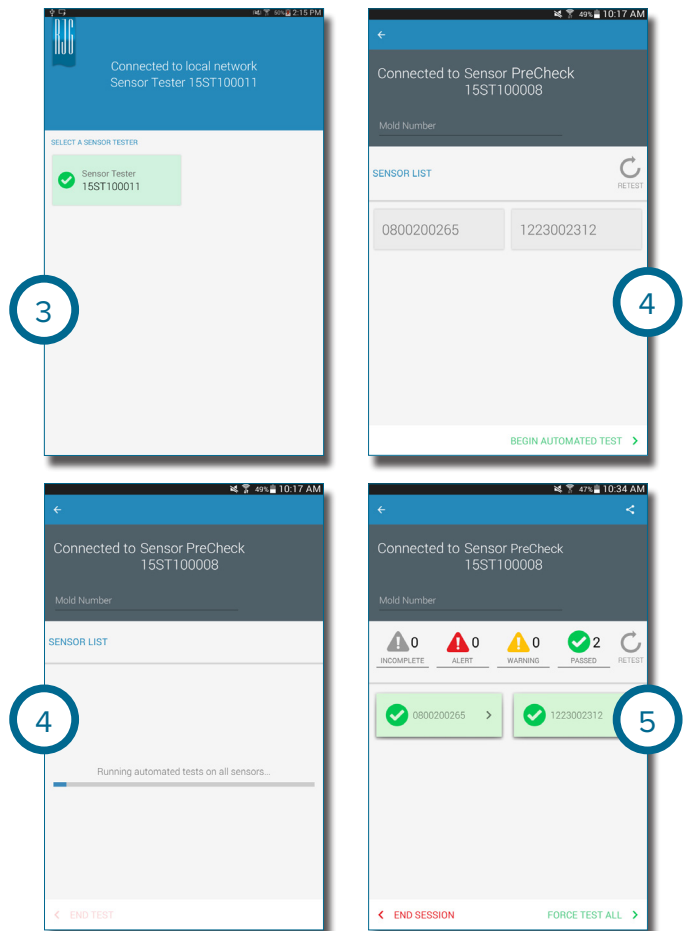 50% 2:15 PM
RJG
Connected to local network
Sensor Tester 15ST100011
SELECT A SENSOR TESTER
Sensor Tester
15ST100011
3
49% 10:17 AM
Connected to Sensor PreCheck
15ST100008
Mold Number
SENSOR LIST
RETEST
0800200265
1223002312
4
BEGIN AUTOMATED TEST
49% 10:17 AM
Connected to Sensor PreCheck
15ST100008
Mold Number
SENSOR LIST
4
Running automated tests on all sensors...
END TEST
47% 10:34 AM
Connected to Sensor PreCheck
15ST100008
Mold Number
0 0 0 2
INCOMPLETE ALERT WARNING PASSED RETEST
0800200265
1223002312
5
END SESSION
FORCE TEST ALL